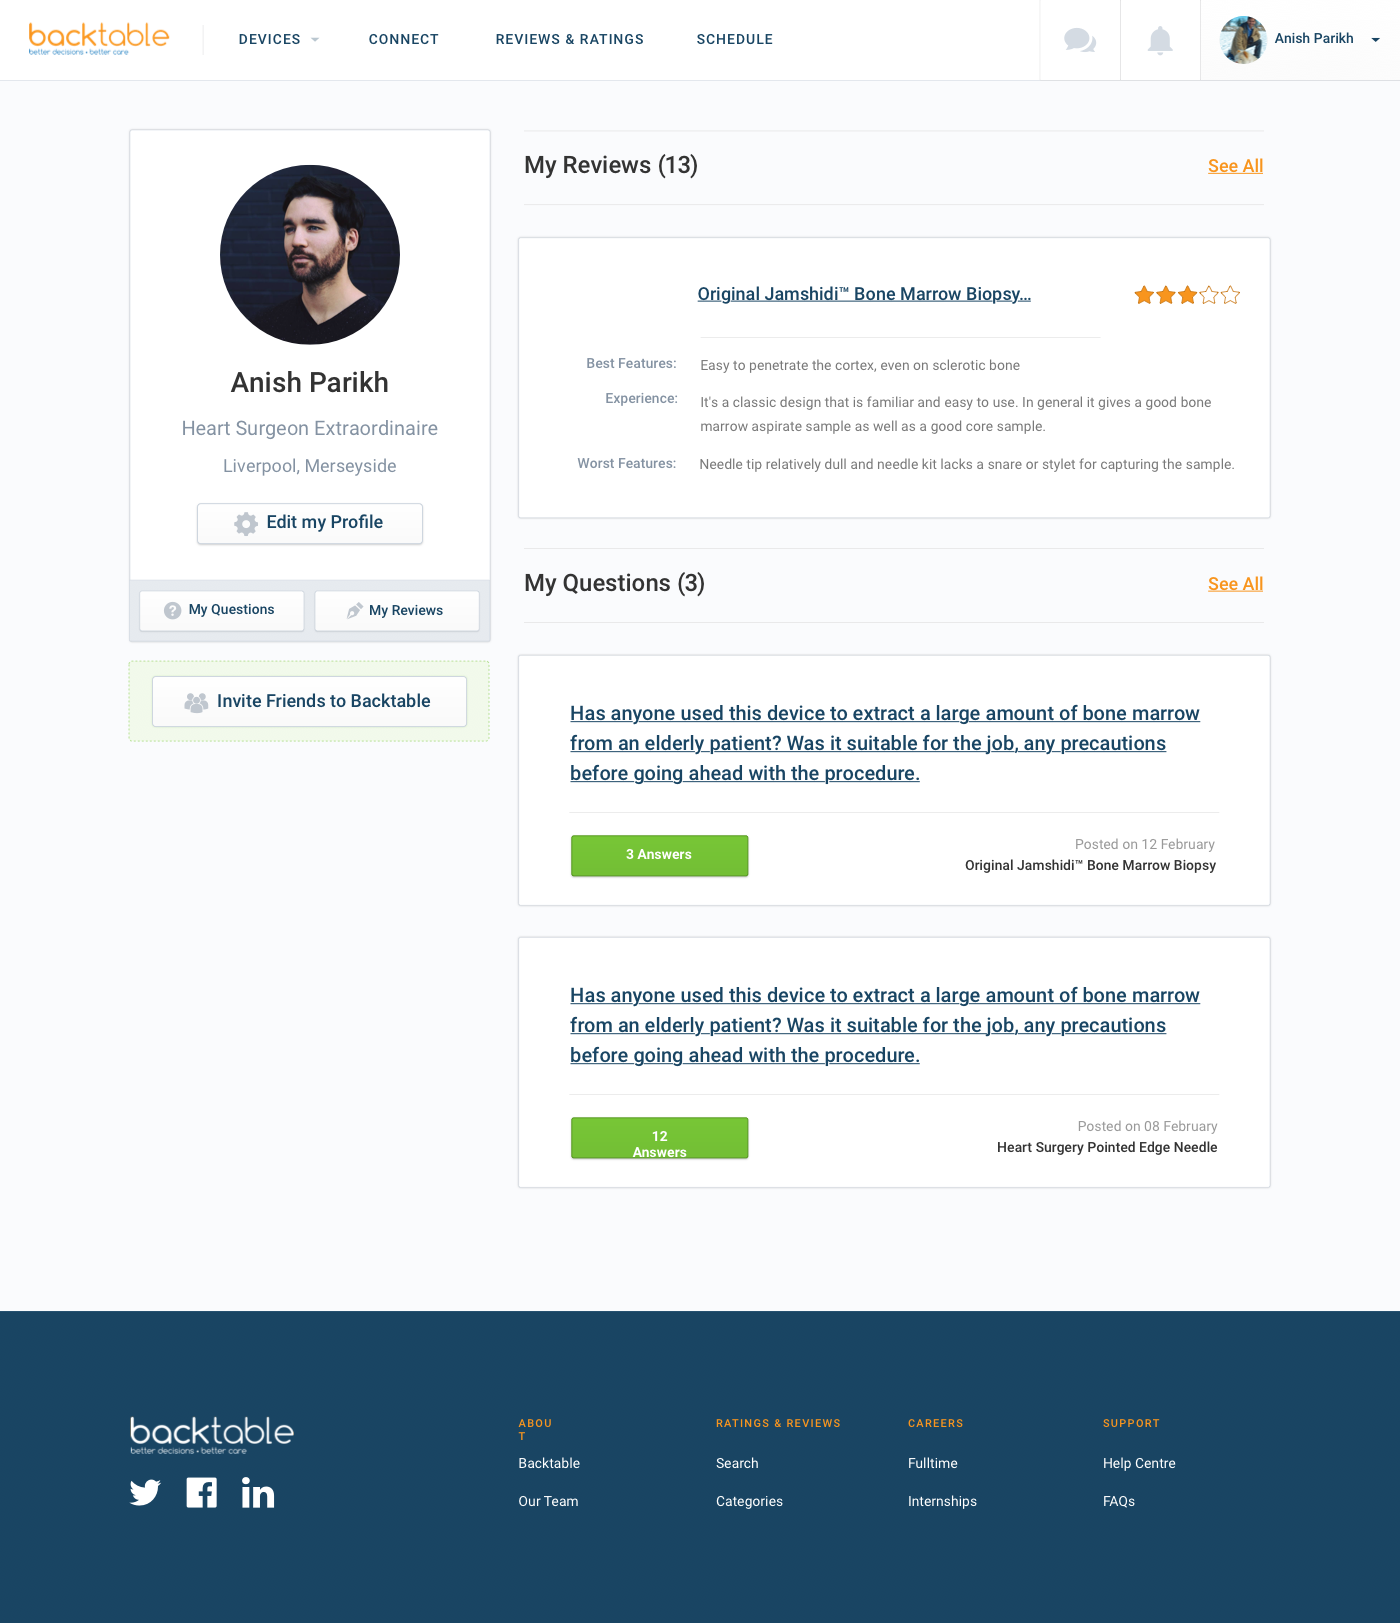 backtable
better decisions • better care
DEVICES
CONNECT
REVIEWS & RATINGS
SCHEDULE
Anish Parikh
Anish Parikh
Heart Surgeon Extraordinaire
Liverpool, Merseyside
Edit my Profile
My Questions
My Reviews
Invite Friends to Backtable
My Reviews (13)
See All
Original Jamshidi™ Bone Marrow Biopsy...
Best Features:
Easy to penetrate the cortex, even on sclerotic bone
Experience:
It's a classic design that is familiar and easy to use. In general it gives a good bone
marrow aspirate sample as well as a good core sample.
Worst Features:
Needle tip relatively dull and needle kit lacks a snare or stylet for capturing the sample.
My Questions (3)
See All
Has anyone used this device to extract a large amount of bone marrow
from an elderly patient? Was it suitable for the job, any precautions
before going ahead with the procedure.
3 Answers
Posted on 12 February
Original Jamshidi™ Bone Marrow Biopsy
Has anyone used this device to extract a large amount of bone marrow
from an elderly patient? Was it suitable for the job, any precautions
before going ahead with the procedure.
12
Answers
Posted on 08 February
Heart Surgery Pointed Edge Needle
backtable
better decisions • better care
ABOU
T
Backtable
Our Team
RATINGS & REVIEWS
Search
Categories
CAREERS
Fulltime
Internships
SUPPORT
Help Centre
FAQs